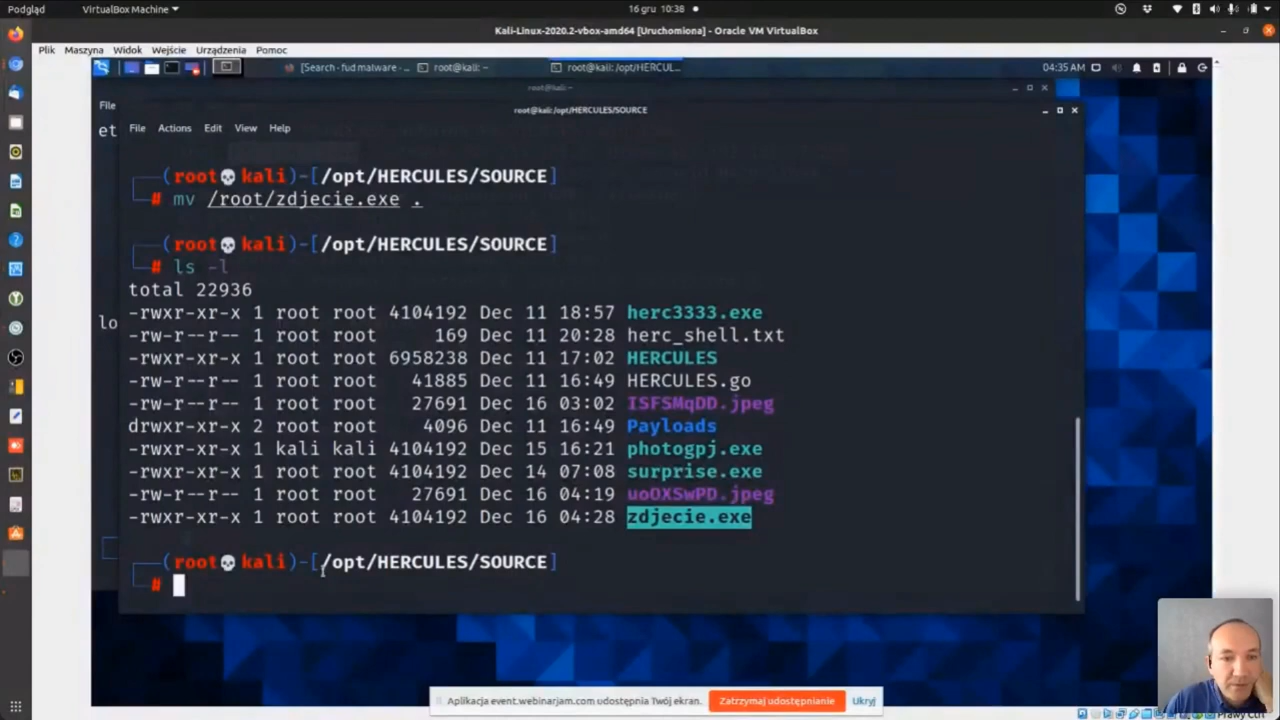 Podgląd VirtualBox Machine 16 gru 10:38
Kali-Linux-2020.2-vbox-amd64 [Uruchomiona] - Oracle VM VirtualBox
Plik Maszyna Widok Wejście Urządzenia Pomoc
[Search - fud malware - ... root@kali: ~ root@kali: /opt/HERCUL... 04:35 AM
root@kali: ~
File
root@kali: /opt/HERCULES/SOURCE
et
File Actions Edit View Help
(root kali)-[/opt/HERCULES/SOURCE]
# mv /root/zdjecie.exe .
(root kali)-[/opt/HERCULES/SOURCE]
# ls -l
total 22936
-rwxr-xr-x 1 root root 4104192 Dec 11 18:57 herc3333.exe
lo
-rw-r--r-- 1 root root 169 Dec 11 20:28 herc_shell.txt
-rwxr-xr-x 1 root root 6958238 Dec 11 17:02 HERCULES
-rw-r--r-- 1 root root 41885 Dec 11 16:49 HERCULES.go
-rw-r--r-- 1 root root 27691 Dec 16 03:02 ISFSMqDD.jpeg
drwxr-xr-x 2 root root 4096 Dec 11 16:49 Payloads
-rwxr-xr-x 1 kali kali 4104192 Dec 15 16:21 photogpj.exe
-rwxr-xr-x 1 root root 4104192 Dec 14 07:08 surprise.exe
-rw-r--r-- 1 root root 27691 Dec 16 04:19 uoOXSwPD.jpeg
-rwxr-xr-x 1 root root 4104192 Dec 16 04:28 zdjecie.exe
(root kali)-[/opt/HERCULES/SOURCE]
#
Aplikacja event.webinarjam.com udostępnia Twój ekran. Zatrzymaj udostępnianie Ukryj
Prawy Ctrl